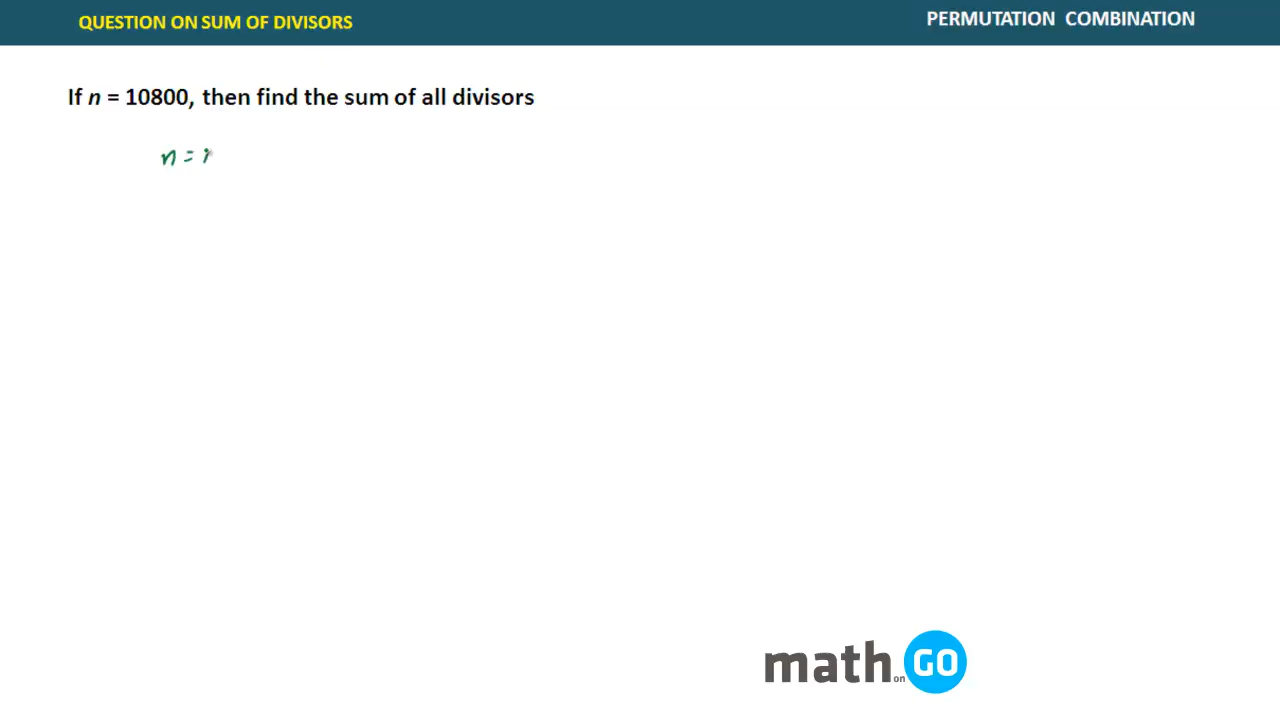 QUESTION ON SUM OF DIVISORS
PERMUTATION COMBINATION
If n = 10800, then find the sum of all divisors
n =
math on GO